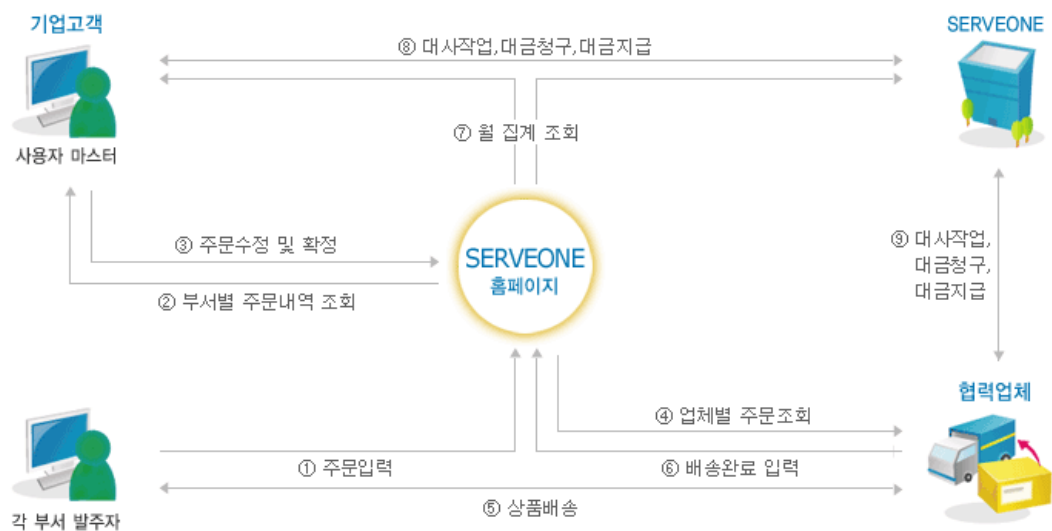 기업고객
SERVEONE
⑧ 대사작업,대금청구,대금지급
⑦ 월 집계 조회
사용자 마스터
③ 주문수정 및 확정
② 부서별 주문내역 조회
SERVEONE
홈페이지
⑨ 대사작업,
대금청구,
대금지급
협력업체
④ 업체별 주문조회
① 주문입력
⑥ 배송완료 입력
⑤ 상품배송
각 부서 발주자